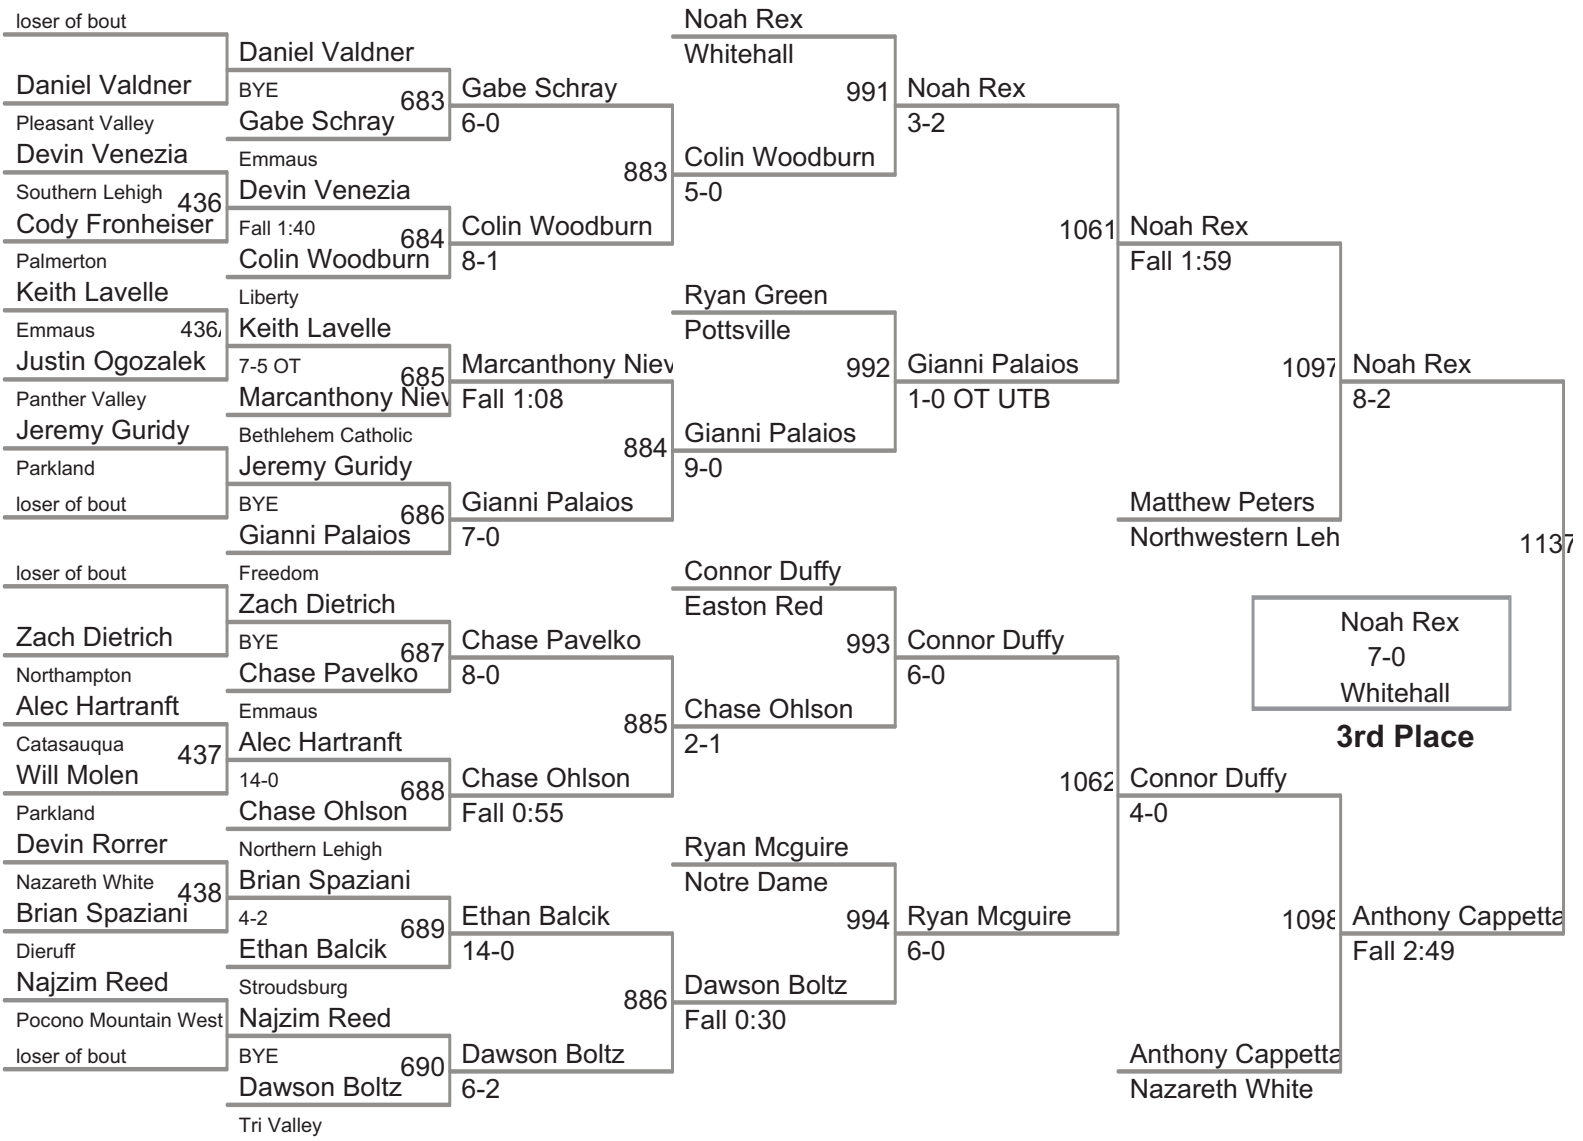 loser of bout
Daniel Valdner
Pleasant Valley
Devin Venezia
Southern Lehigh
436
Cody Fronheiser
Palmerton
Keith Lavelle
Emmaus
436
Justin Ogozalek
Panther Valley
Jeremy Guridy
Parkland
loser of bout
loser of bout
Zach Dietrich
Northampton
Alec Hartranft
Catasauqua
437
Will Molen
Parkland
Devin Rorrer
Nazareth White
438
Brian Spaziani
Dieruff
Najzim Reed
Pocono Mountain West
loser of bout
Daniel Valdner
BYE
683
Gabe Schray
Emmaus
Devin Venezia
Fall 1:40
684
Colin Woodburn
Liberty
Keith Lavelle
7-5 OT
685
Marcanthony Niev
Bethlehem Catholic
Jeremy Guridy
BYE
686
Gianni Palaios
Freedom
Zach Dietrich
BYE
687
Chase Pavelko
Emmaus
Alec Hartranft
14-0
688
Chase Ohlson
Northern Lehigh
Brian Spaziani
4-2
689
Ethan Balcik
Stroudsburg
Najzim Reed
BYE
690
Dawson Boltz
Tri Valley
Gabe Schray
6-0
883
Colin Woodburn
8-1
Marcanthony Niev
Fall 1:08
884
Gianni Palaios
7-0
Chase Pavelko
8-0
885
Chase Ohlson
Fall 0:55
Ethan Balcik
14-0
886
Dawson Boltz
6-2
Noah Rex
Whitehall
991
Colin Woodburn
5-0
Ryan Green
Pottsville
992
Gianni Palaios
9-0
Connor Duffy
Easton Red
993
Chase Ohlson
2-1
Ryan Mcguire
Notre Dame
994
Dawson Boltz
Fall 0:30
Noah Rex
3-2
1061
Gianni Palaios
1-0 OT UTB
Connor Duffy
6-0
1062
Ryan Mcguire
6-0
Noah Rex
Fall 1:59
1097
Matthew Peters
Northwestern Leh
Connor Duffy
4-0
1098
Anthony Cappetta
Nazareth White
Noah Rex
8-2
1137
Anthony Cappetta
Fall 2:49
Noah Rex
7-0
Whitehall
3rd Place